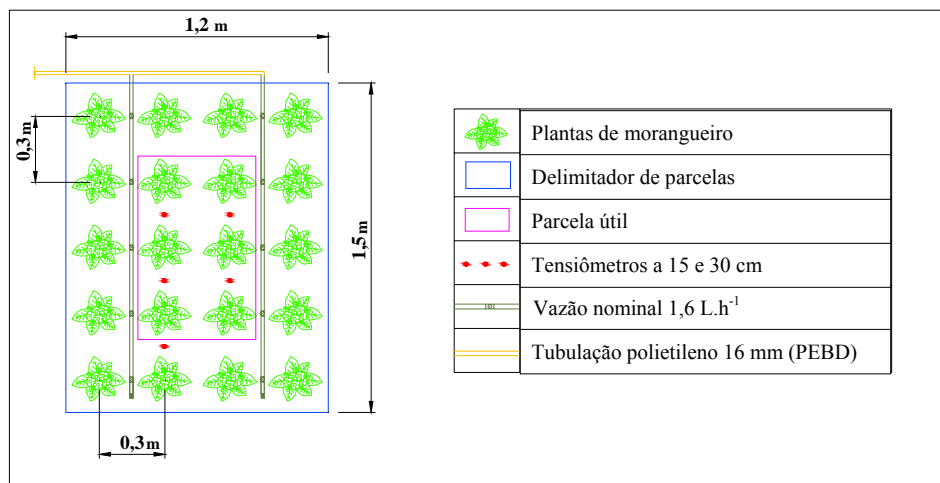 1,2 m
0,3 m
1,5 m
0,3 m
Plantas de morangueiro
Delimitador de parcelas
Parcela útil
Tensiômetros a 15 e 30 cm
Vazão nominal 1,6 L.h⁻¹
Tubulação polietileno 16 mm (PEBD)